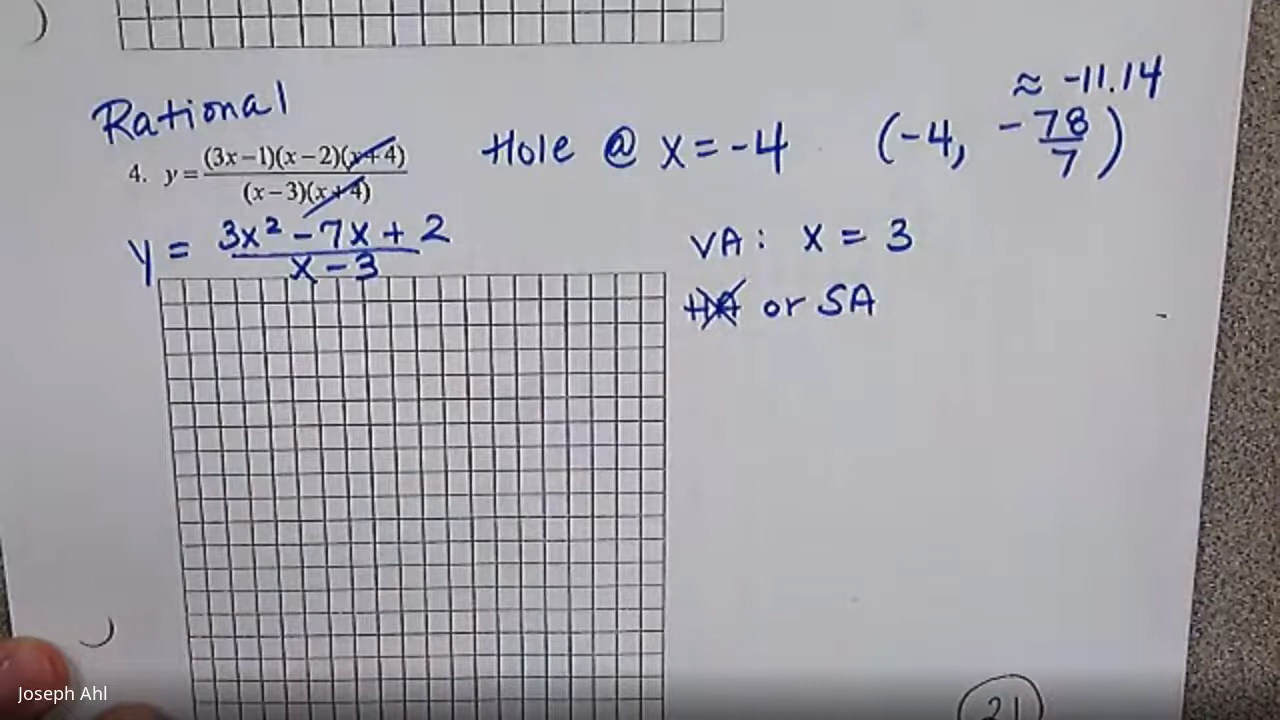 Rational
≈ -11.14
4. y = (3x−1)(x−2)(x+4) / (x−3)(x+4)
Hole @ x = -4 (-4, -78/7)
y = 3x² - 7x + 2 / x - 3
VA: x = 3
HA or SA
21
Joseph Ahl